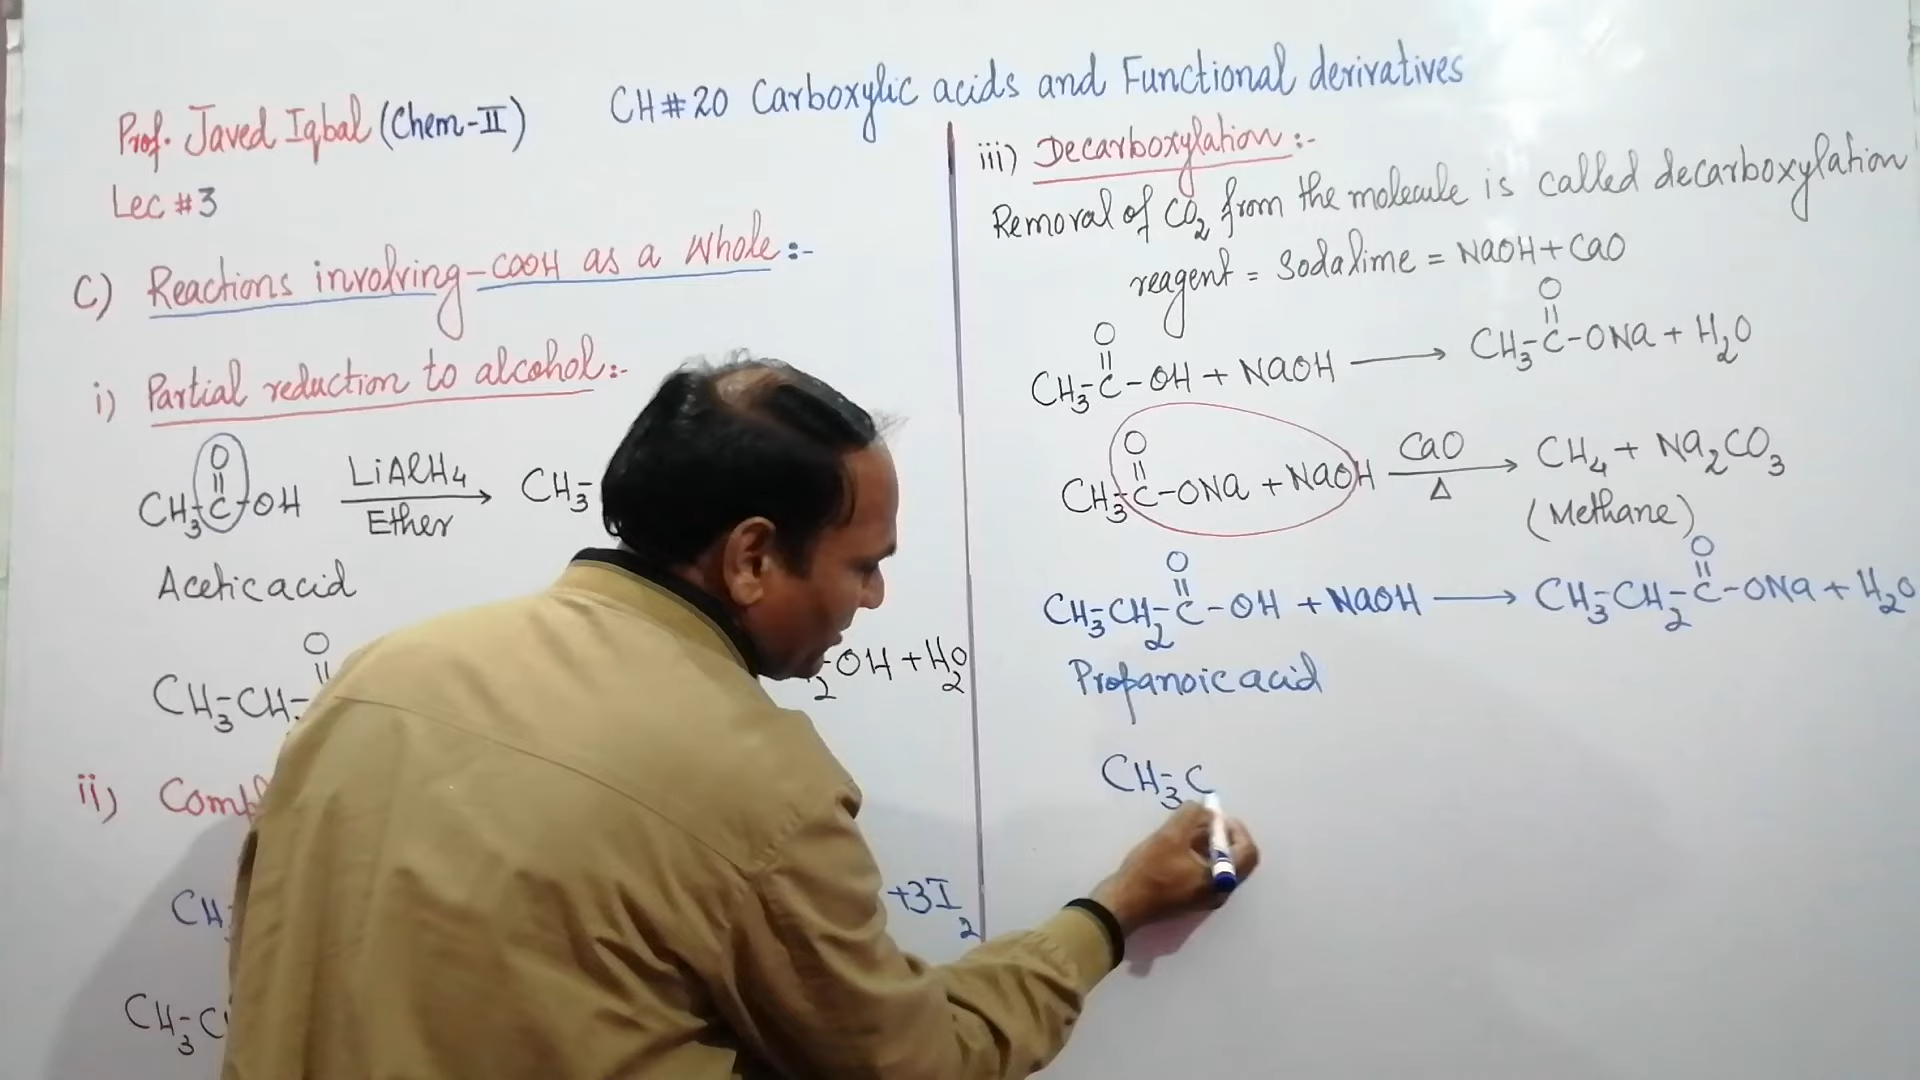 CH#20 Carboxylic acids and Functional derivatives
Prof. Javed Iqbal (Chem-II)
Lec #3
C) Reactions involving -COOH as a Whole:-
i) Partial reduction to alcohol:-
O
||
CH3-C-OH LiAlH4 Ether → CH3-
Acetic acid
O
||
CH3-CH- 2-OH + H2O
ii)
CH3 +3I2
CH3-C
iii) Decarboxylation:-
Removal of CO2 from the molecule is called decarboxylation
reagent = Sodalime = NaOH + CaO
O O
|| ||
CH3-C-OH + NaOH → CH3-C-ONa + H2O
O
||
CH3-C-ONa + NaOH CaO Δ → CH4 + Na2CO3
(Methane)
O O
|| ||
CH3-CH2-C-OH + NaOH → CH3-CH2-C-ONa + H2O
Propanoic acid
CH3-C